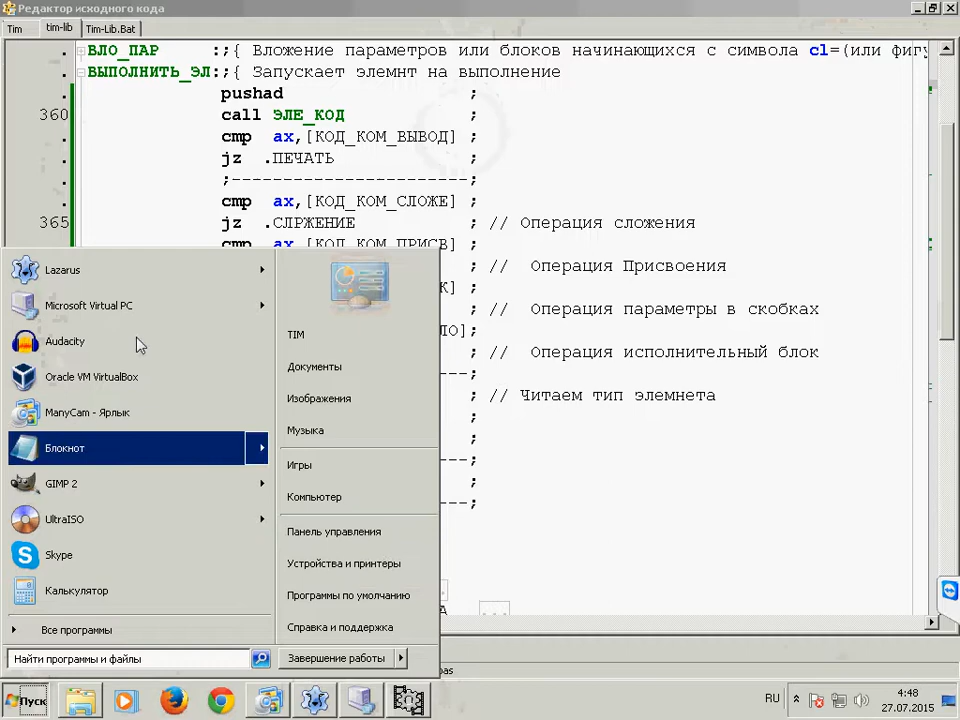 Редактор исходного кода
Tim tim-lib Tim-Lib.Bat
ВЛО_ПАР :;{ Вложение параметров или блоков начинающихся с символа cl=(или
ВЫПОЛНИТЬ_ЭЛ:;{ Запускает элемнт на выполнение
pushad ;
360 call ЭЛЕ_КОД ;
cmp ax,[КОД_КОМ_ВЫВОД] ;
jz .ПЕЧАТЬ ;
;-----------------------;
cmp ax,[КОД_КОМ_СЛОЖЕ] ;
365 jz .СЛРЖЕНИЕ ; // Операция сложения
cmp ax,[КОД_КОМ_ПРИСВ] ;
; // Операция Присвоения
] ;
; // Операция параметры в скобках
ЛО];
; // Операция исполнительный блок
---;
; // Читаем тип элемнета
;
;
---;
;
---;
Lazarus
Microsoft Virtual PC
Audacity
Oracle VM VirtualBox
ManyCam - Ярлык
Блокнот
GIMP 2
UltraISO
Skype
Калькулятор
Все программы
Найти программы и файлы
TIM
Документы
Изображения
Музыка
Игры
Компьютер
Панель управления
Устройства и принтеры
Программы по умолчанию
Справка и поддержка
Завершение работы
...
pas
Пуск
RU
4:48
27.07.2015